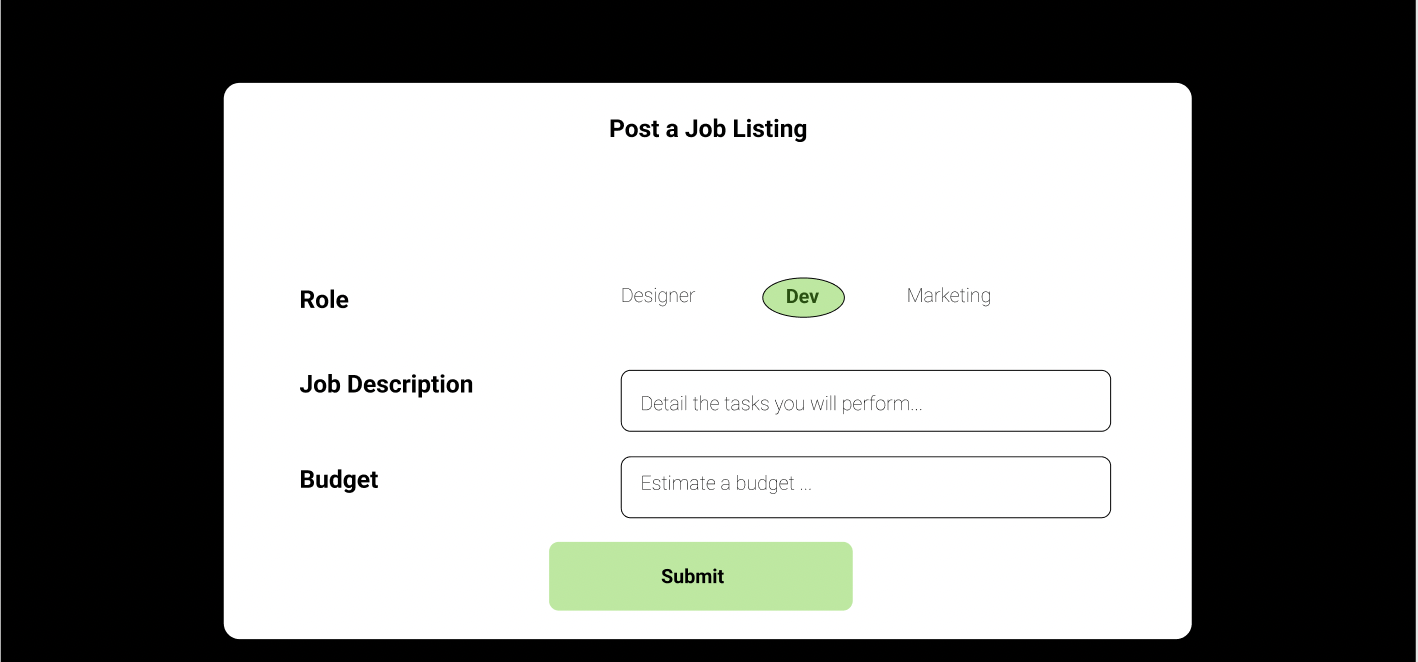 Post a Job Listing
Role
Designer Dev Marketing
Job Description
Detail the tasks you will perform...
Budget
Estimate a budget ...
Submit